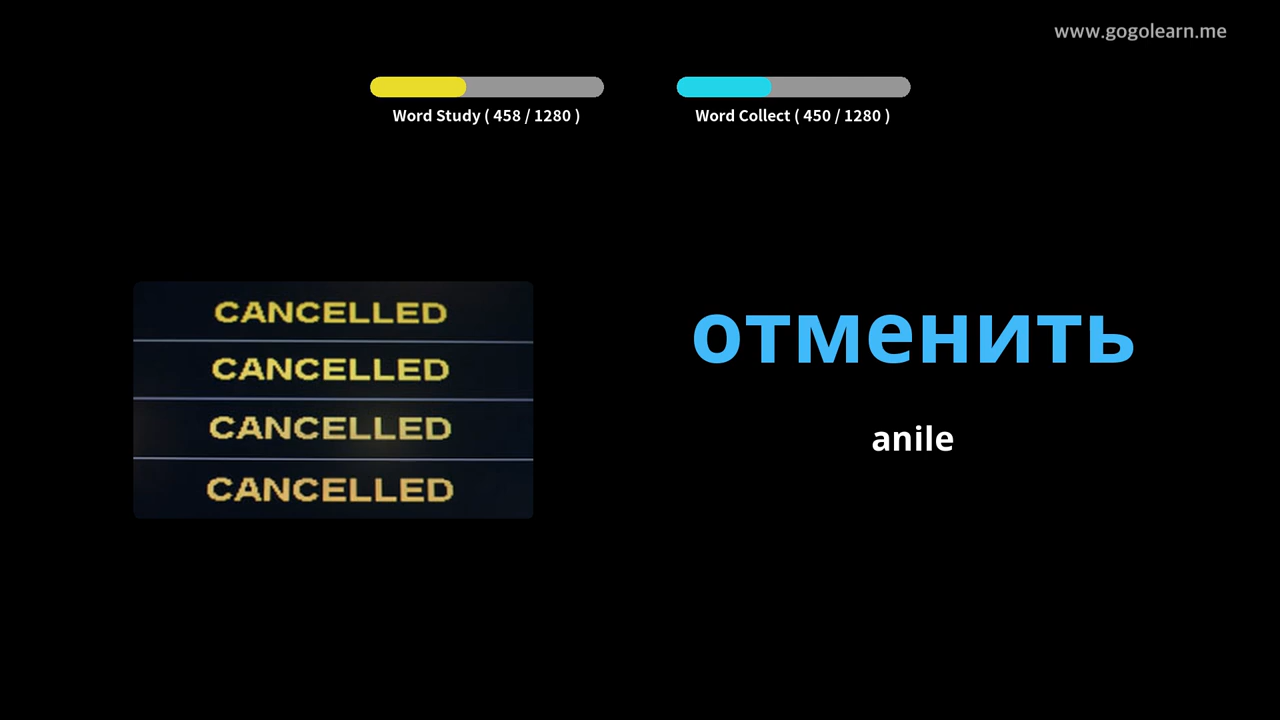 www.gogolearn.me
Word Study ( 458 / 1280 )
Word Collect ( 450 / 1280 )
CANCELLED
CANCELLED
CANCELLED
CANCELLED
отменить
anile